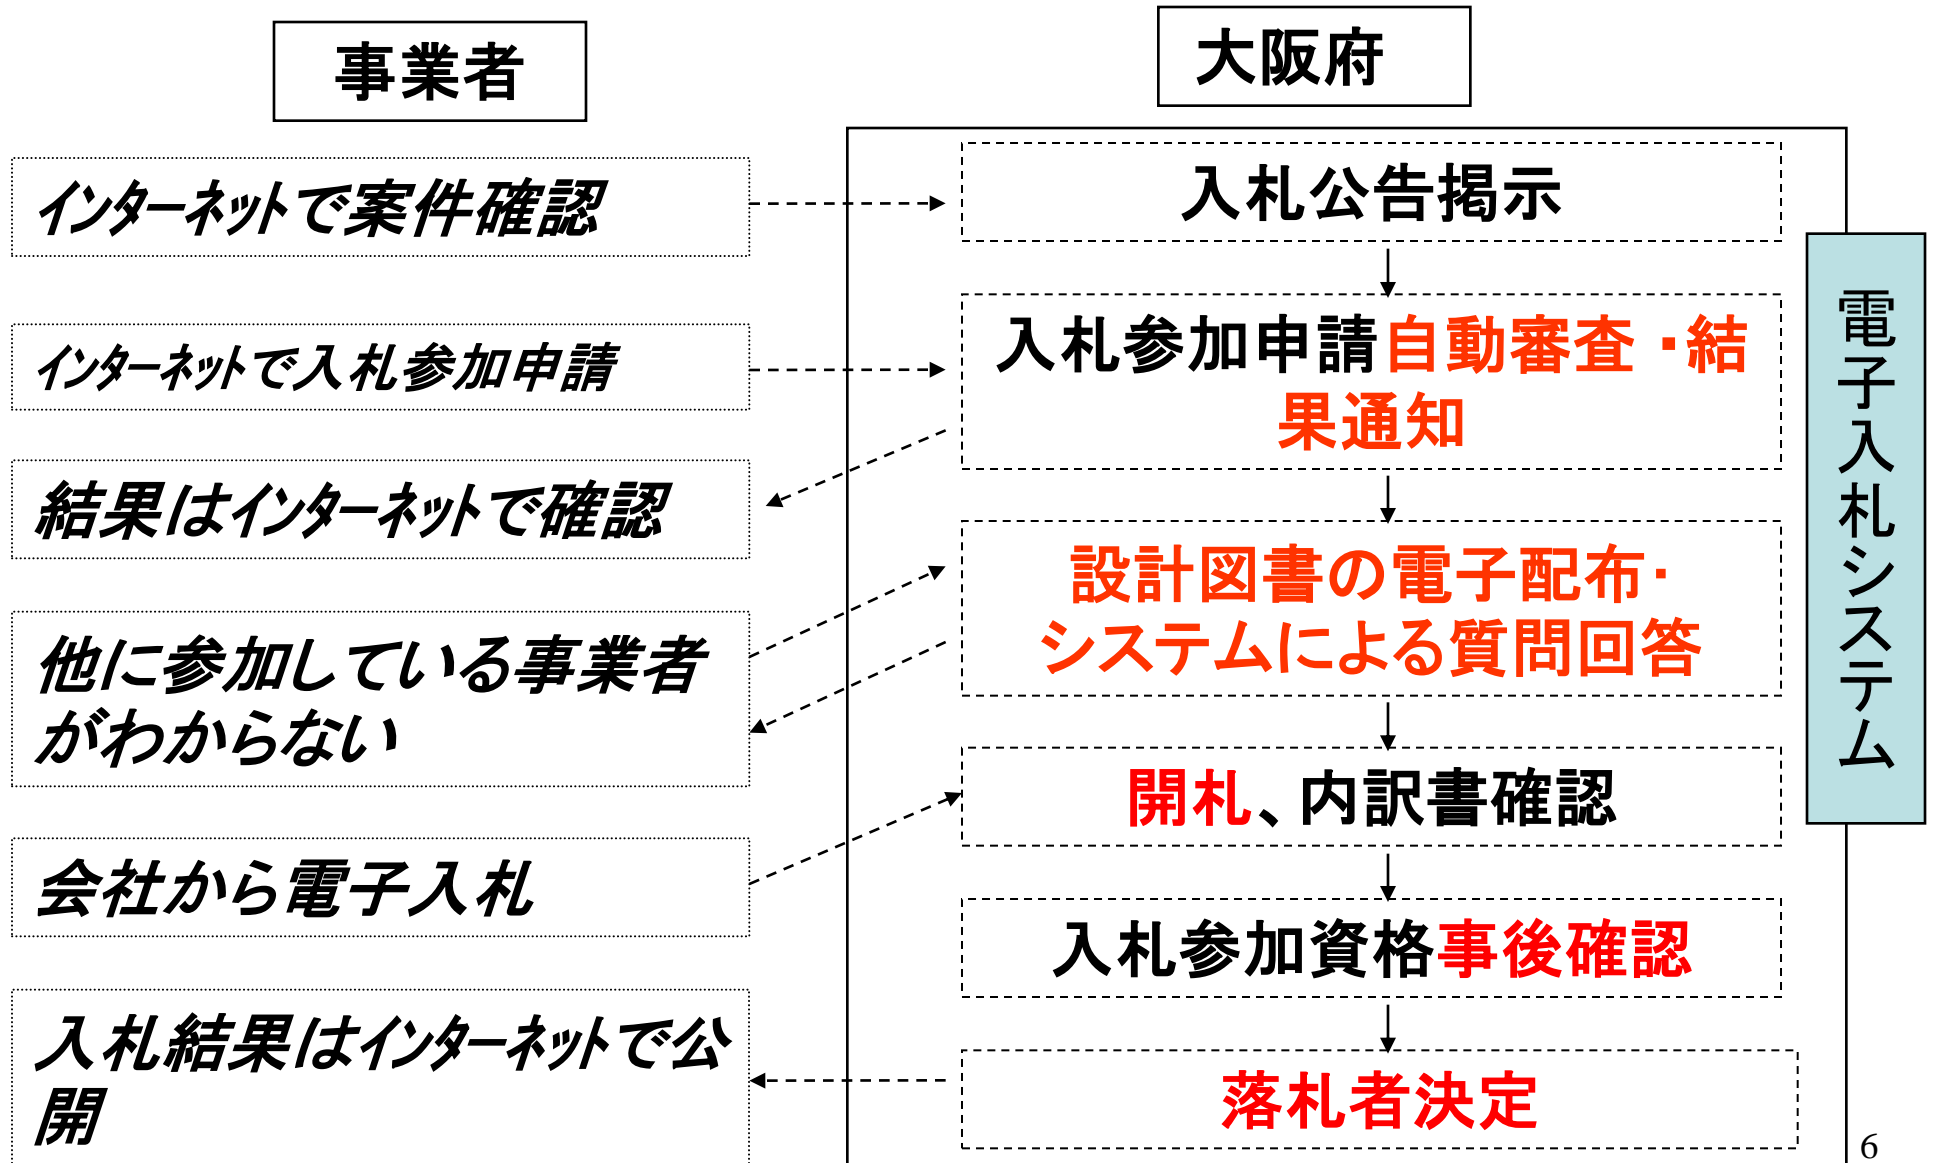 事業者
大阪府
インターネットで案件確認
入札公告掲示
インターネットで入札参加申請
入札参加申請自動審査・結
果通知
結果はインターネットで確認
設計図書の電子配布・
システムによる質問回答
他に参加している事業者
がわからない
開札、内訳書確認
会社から電子入札
入札参加資格事後確認
入札結果はインターネットで公
開
落札者決定
電子入札システム
6